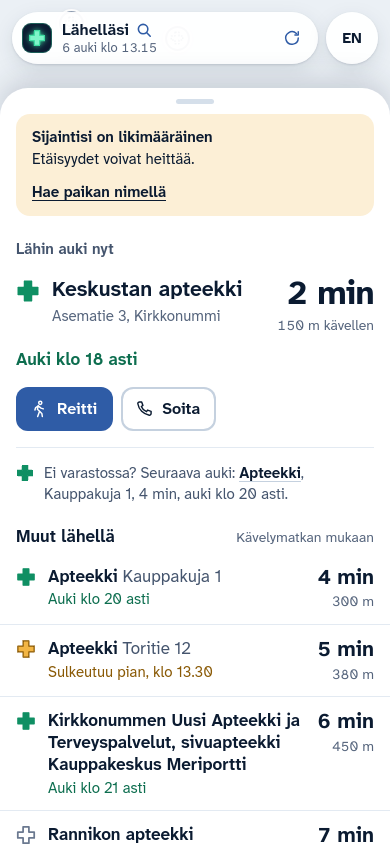 Lähelläsi
6 auki klo 13.15
EN
Sijaintisi on likimääräinen
Etäisyydet voivat heittää.
Hae paikan nimellä
Lähin auki nyt
Keskustan apteekki
2 min
Asematie 3, Kirkkonummi
150 m kävellen
Auki klo 18 asti
Reitti
Soita
Ei varastossa? Seuraava auki: Apteekki,
Kauppakuja 1, 4 min, auki klo 20 asti.
Muut lähellä
Kävelymatkan mukaan
Apteekki Kauppakuja 1
4 min
Auki klo 20 asti
300 m
Apteekki Toritie 12
5 min
Sulkeutuu pian, klo 13.30
380 m
Kirkkonummen Uusi Apteekki ja
6 min
Terveyspalvelut, sivuapteekki
450 m
Kauppakeskus Meriportti
Auki klo 21 asti
Rannikon apteekki
7 min